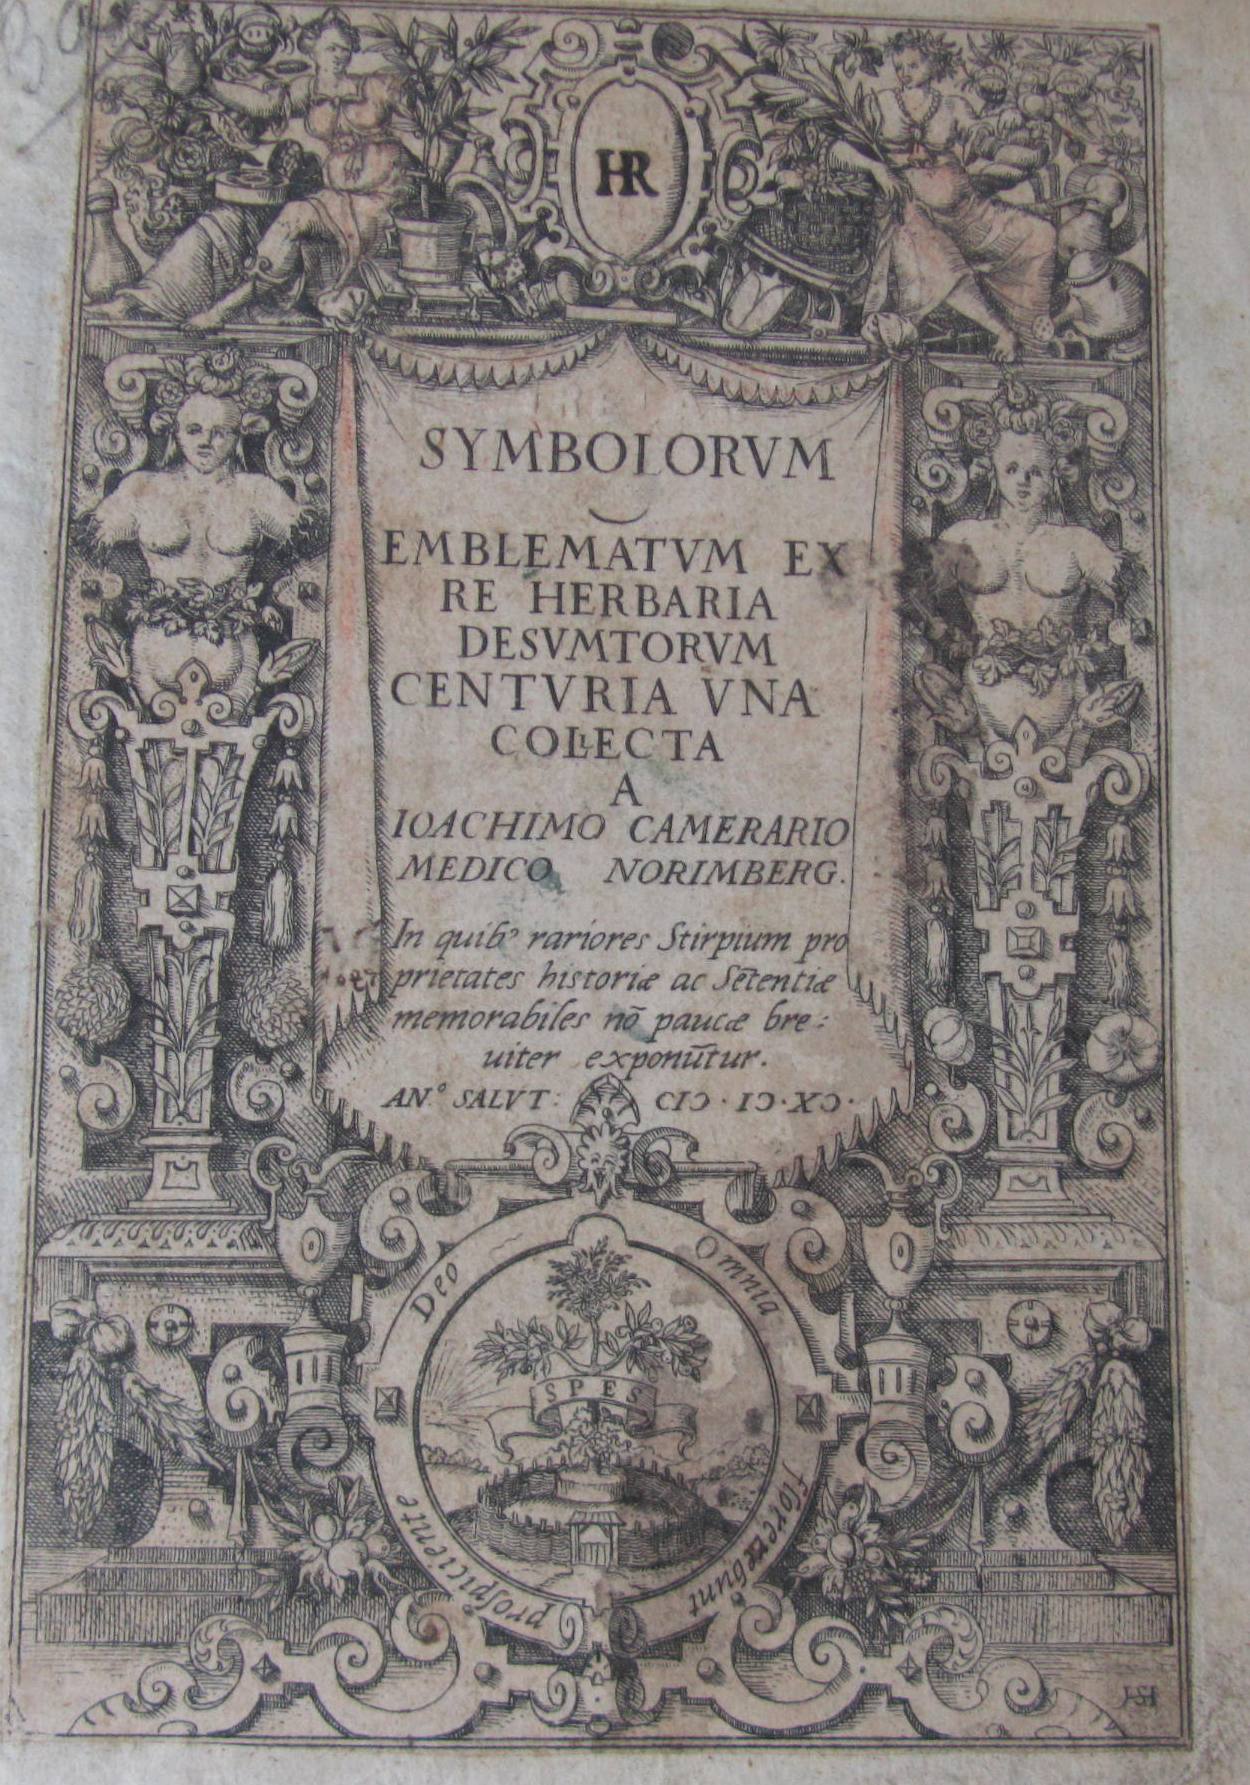 HR
SYMBOLORVM
EMBLEMATVM EX
RE HERBARIA
DESVMTORVM
CENTVRIA VNA
COLLECTA
A
IOACHIMO CAMERARIO
MEDICO NORIMBERG.
In quibꝰ rariores Stirpium pro
prietates historiæ ac Sētentiæ
memorabiles nō paucæ bre:
uiter exponūtur.
AN.º SALVT: CIↃ · IↃ · XC ·
Deo
Omnia
SPES
prospiciente
florebunt
HS